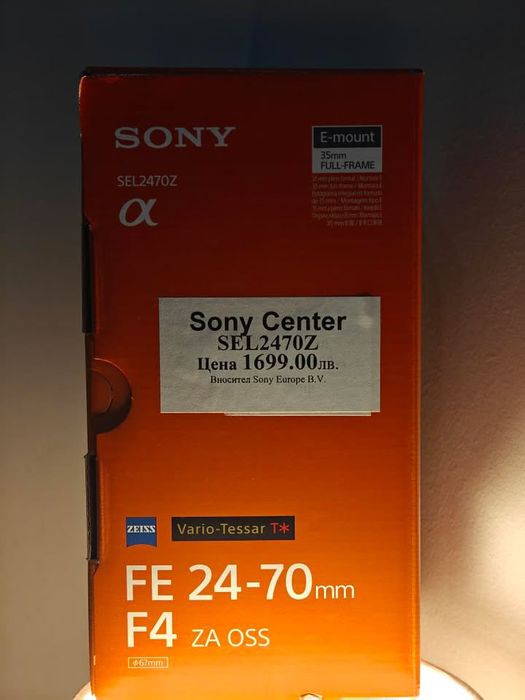 SONY
E-mount
35mm
FULL-FRAME
SEL2470Z
α
Sony Center
SEL2470Z
Цена 1699.00лв.
Вносител Sony Europe B.V.
ZEISS
Vario-Tessar T*
FE 24-70mm
F4 ZA OSS
Φ67mm